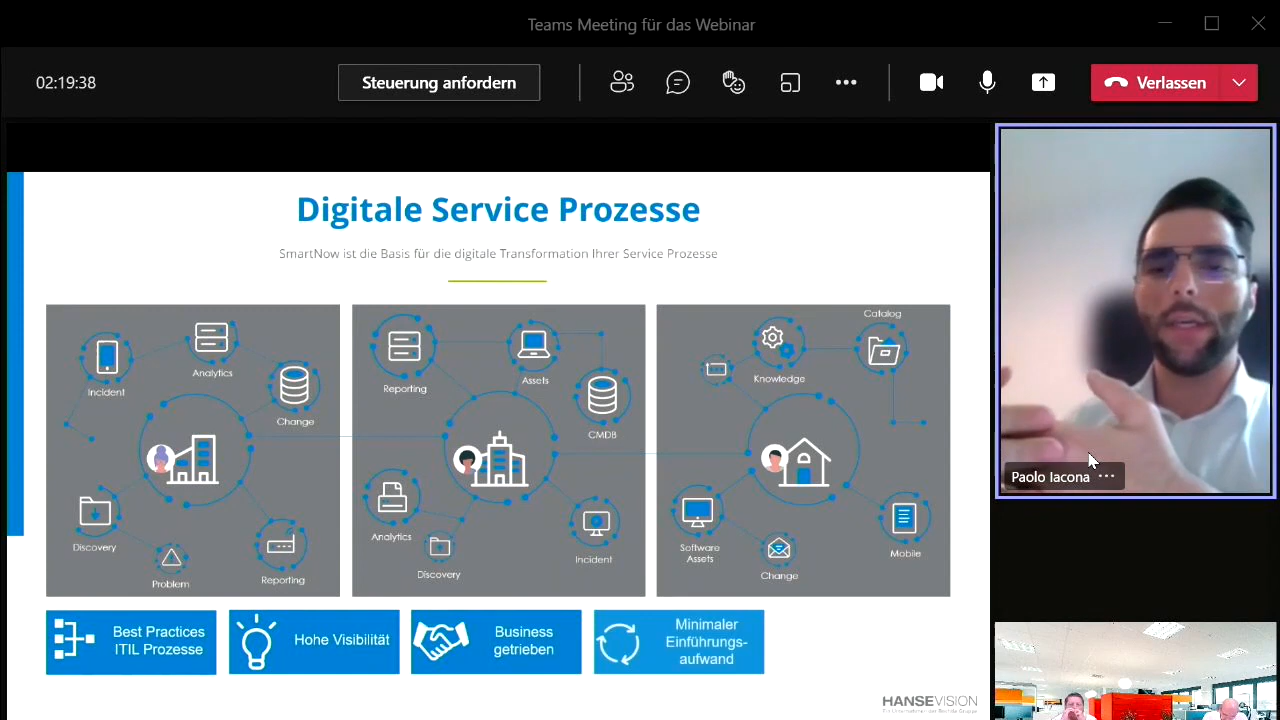 Teams Meeting für das Webinar
02:19:38
Steuerung anfordern
Verlassen
Digitale Service Prozesse
SmartNow ist die Basis für die digitale Transformation Ihrer Service Prozesse
Incident
Analytics
Change
Discovery
Problem
Reporting
Reporting
Assets
CMDB
Analytics
Discovery
Incident
Knowledge
Catalog
Software
Assets
Change
Mobile
Best Practices
ITIL Prozesse
Hohe Visibilität
Business
getrieben
Minimaler
Einführungs-
aufwand
HANSEVISION
Paolo Iacona